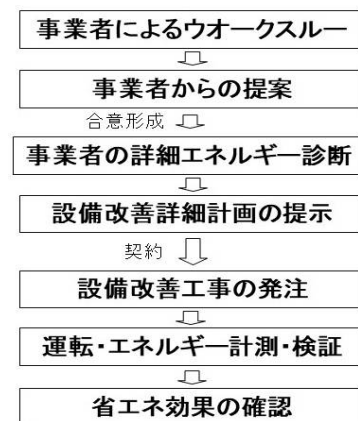 事業者によるウオークスルー
事業者からの提案
合意形成
事業者の詳細エネルギー診断
設備改善詳細計画の提示
契約
設備改善工事の発注
運転・エネルギー計測・検証
省エネ効果の確認